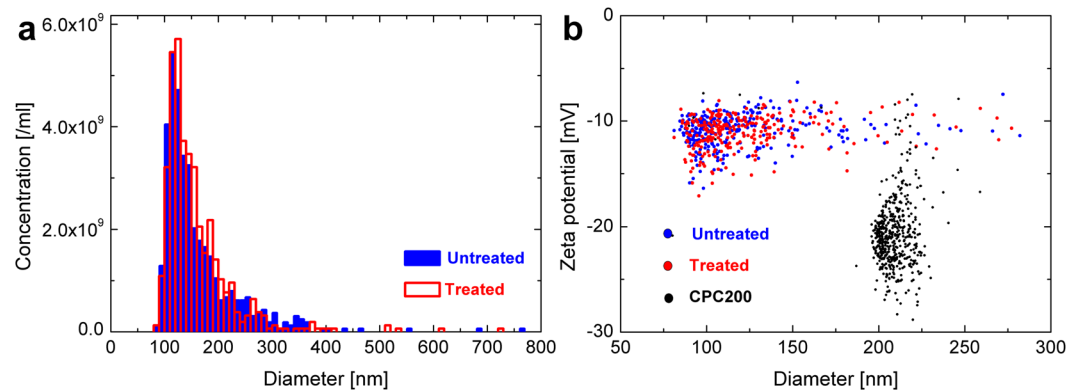 a
Concentration [/ml]
6.0x10⁹
4.0x10⁹
2.0x10⁹
0.0
0 100 200 300 400 500 600 700 800
Diameter [nm]
Untreated
Treated
b
Zeta potential [mV]
0
-10
-20
-30
50 100 150 200 250 300
Diameter [nm]
Untreated
Treated
CPC200